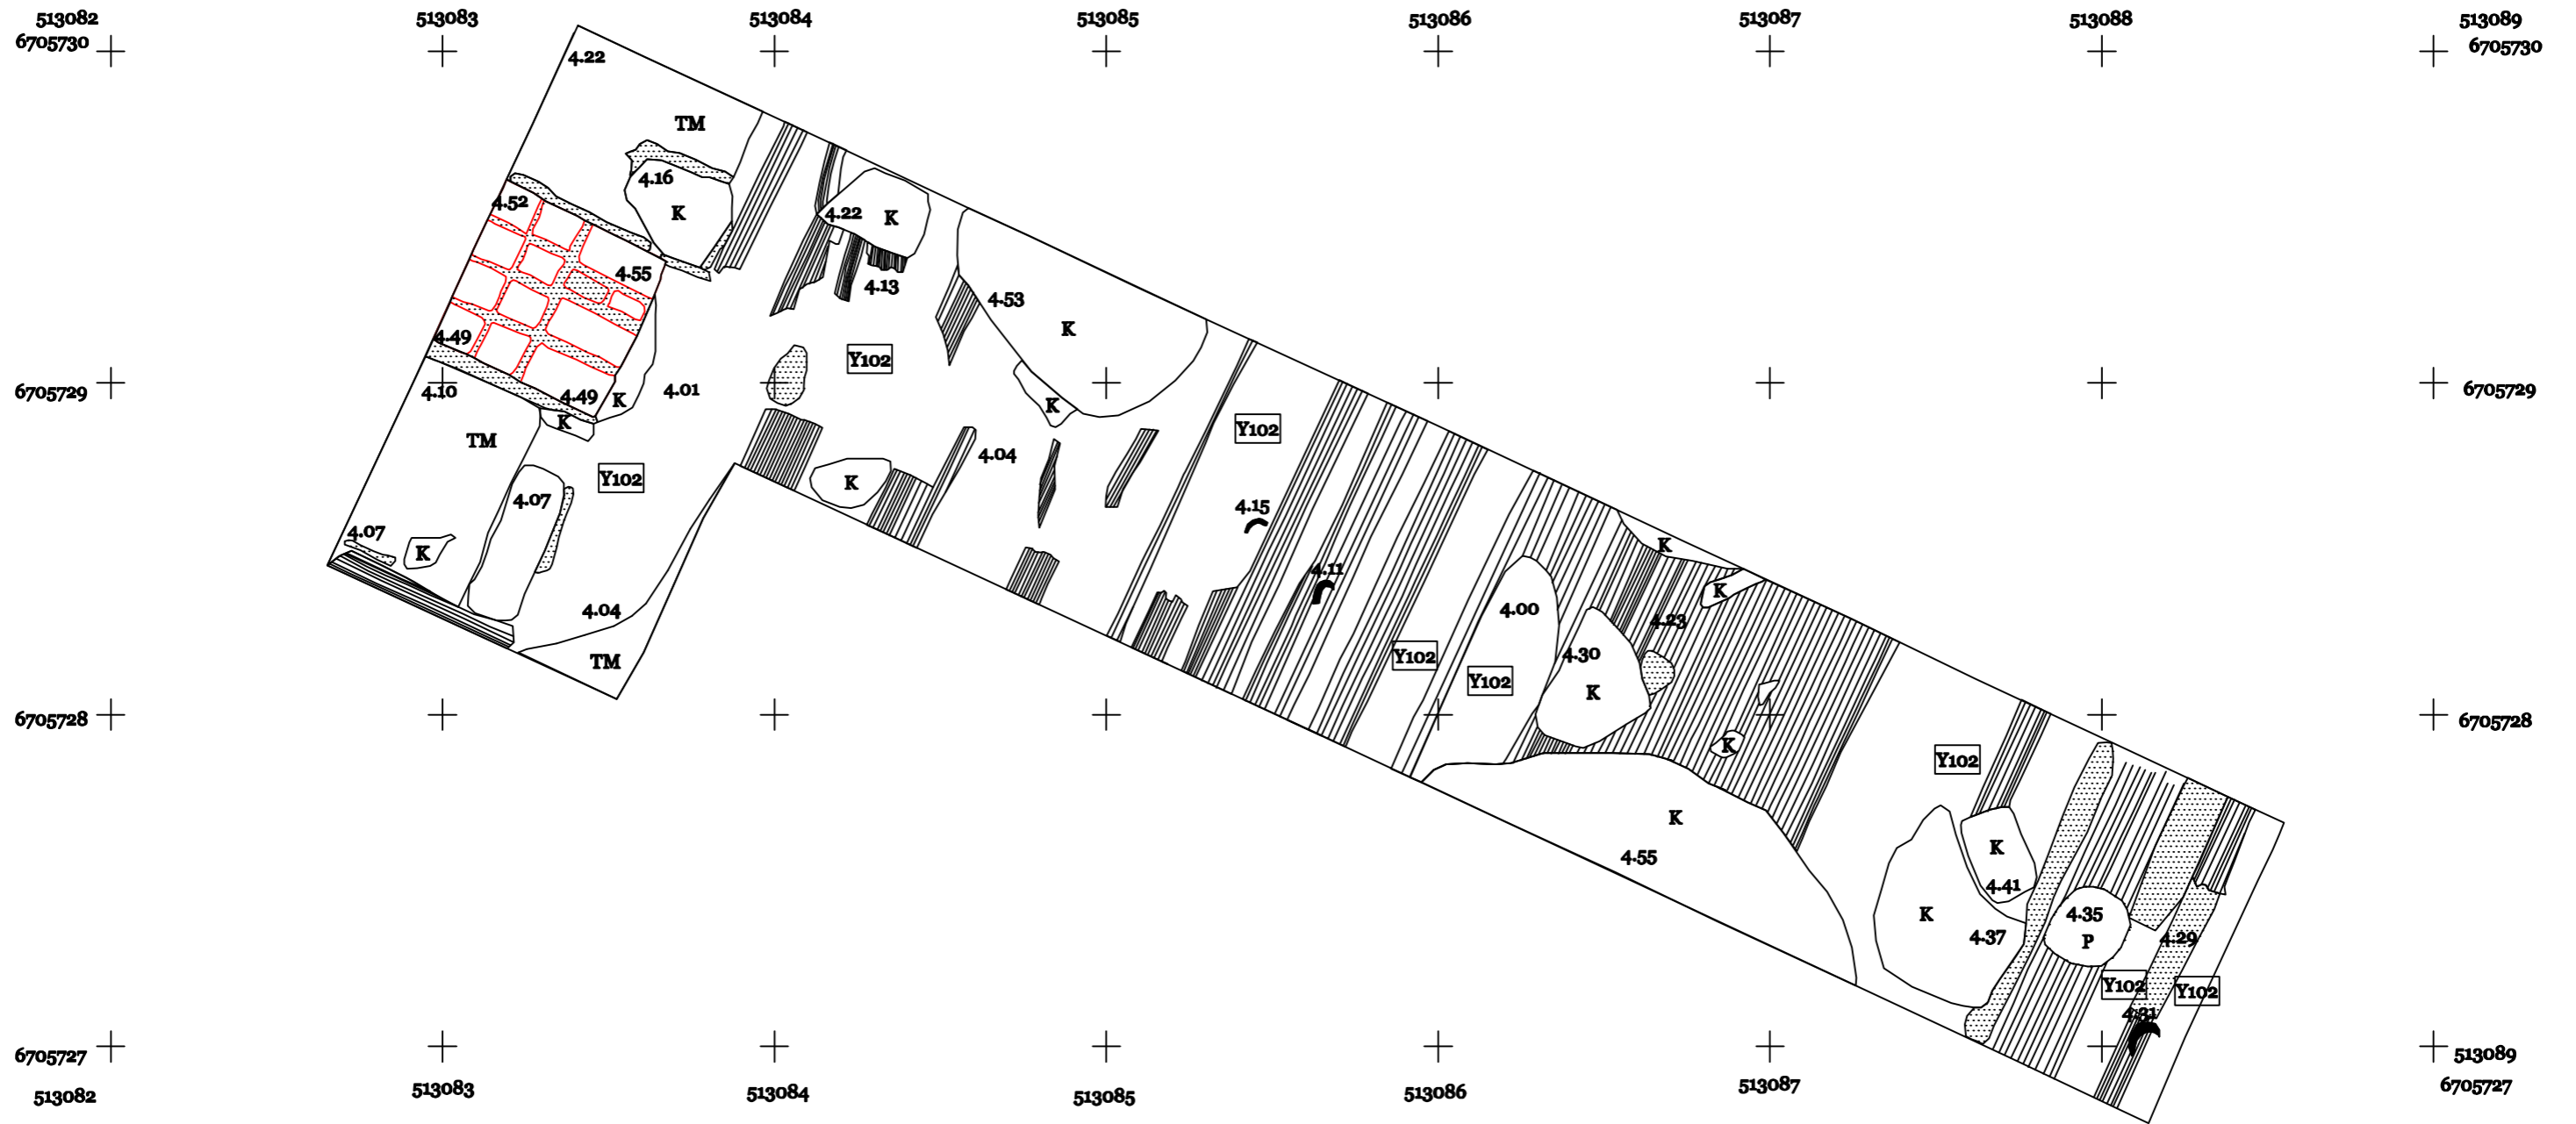 513082 513083 513084 513085 513086 513087 513088 513089
6705730 6705730
4.22
TM
4.16
K
4.52
4.22 K
4.55
4.13
4.53
K
4.49
Y102
6705729 6705729
4.10 4.49 K 4.01
K
K
Y102
TM
4.04
Y102
K
4.07
4.15
4.07
K
K
4.11
K
4.04
4.00
4.23
TM
Y102
4.30
Y102
K
6705728 6705728
K
Y102
K
4.55
K
4.41
K
4.35
4.37
P
4.29
Y102
Y102
4.31
6705727 513089
513082 513083 513084 513085 513086 513087 6705727